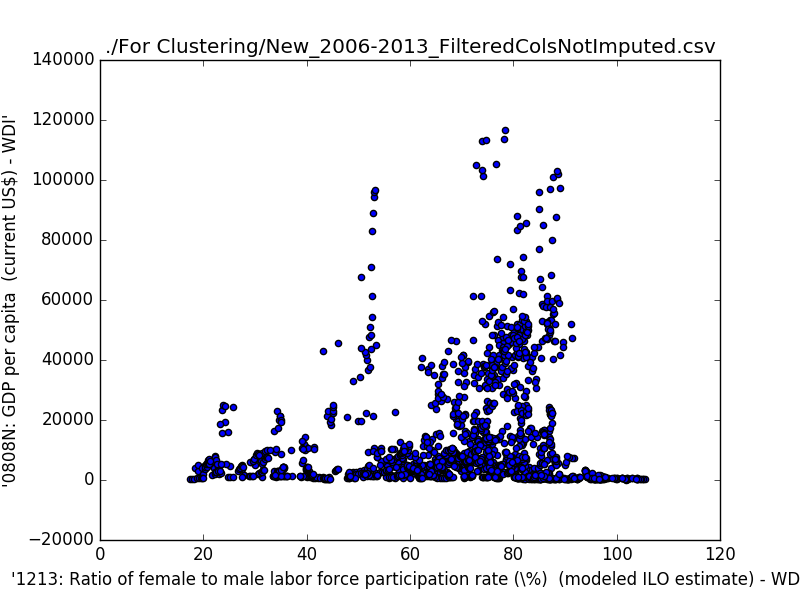 ./For Clustering/New_2006-2013_FilteredColsNotImputed.csv
140000
120000
100000
80000
60000
40000
20000
0
−20000
0 20 40 60 80 100 120
'0808N: GDP per capita  (current US$) - WDI'
'1213: Ratio of female to male labor force participation rate (\%)  (modeled ILO estimate) - WD